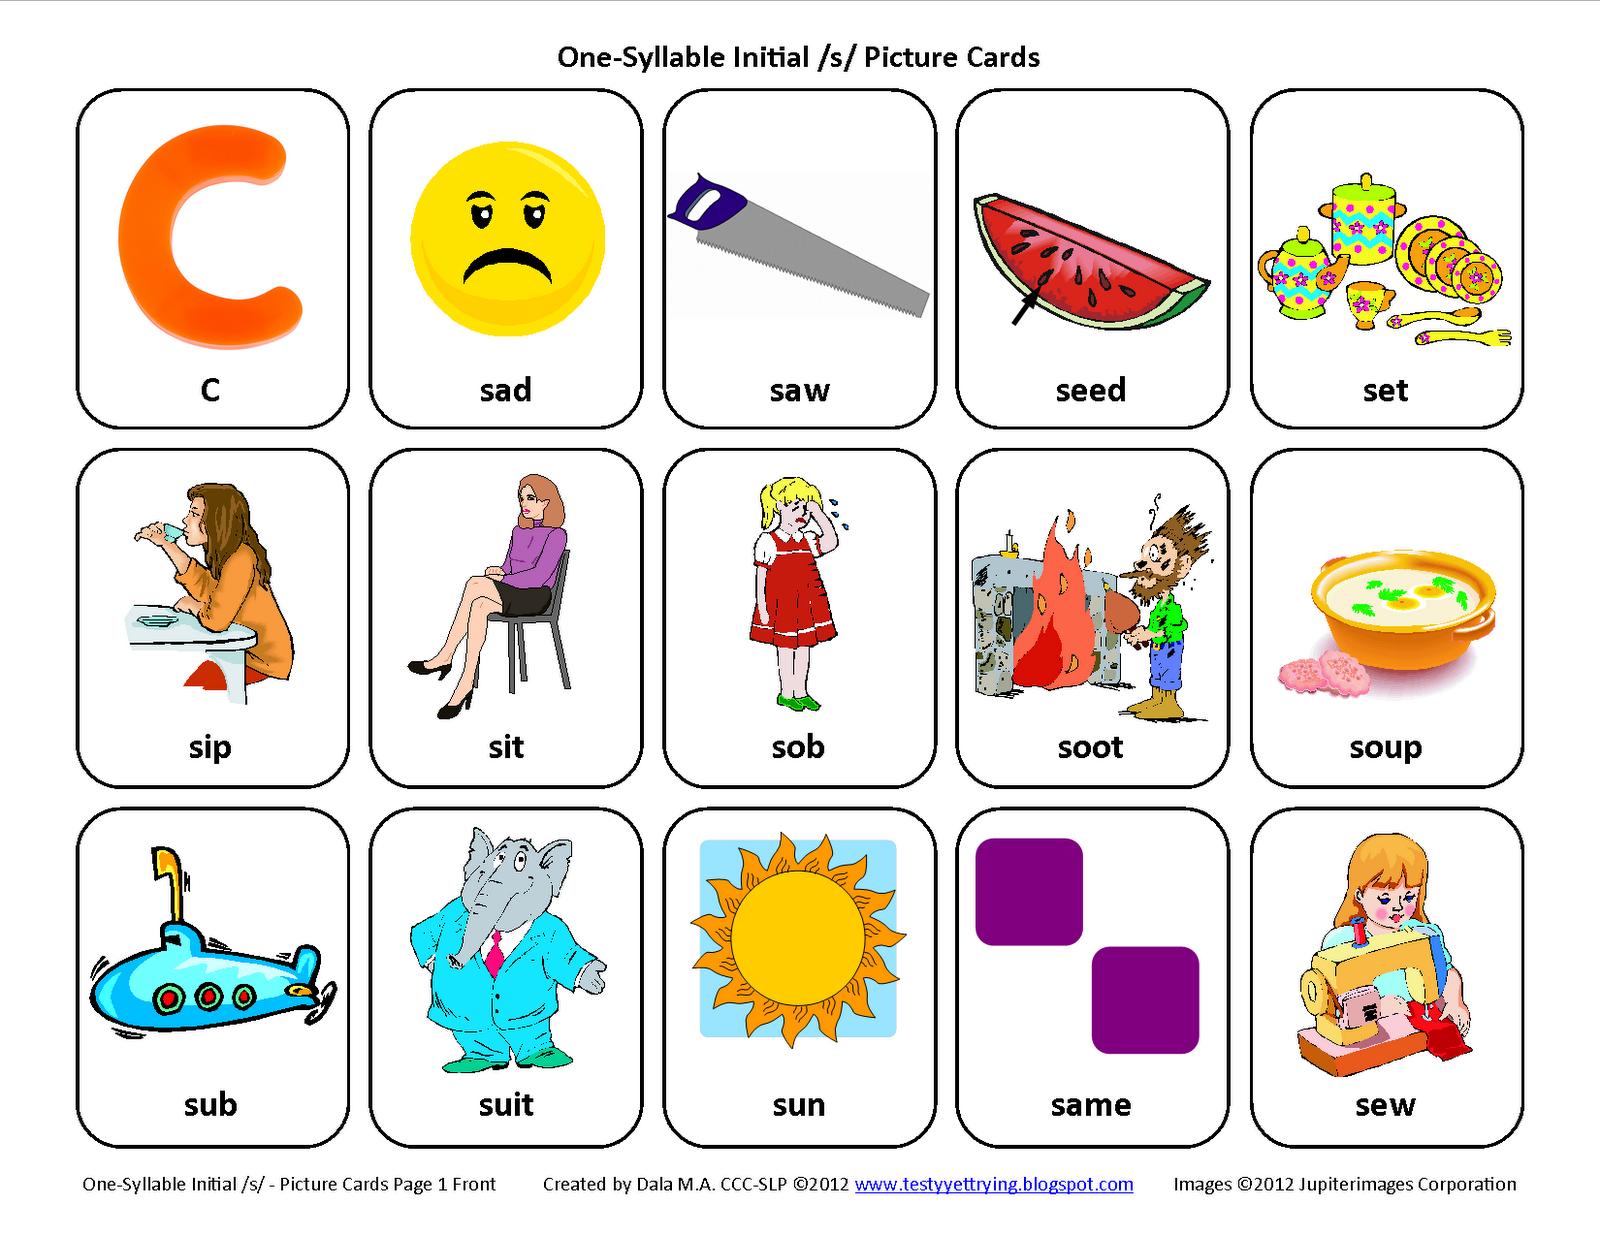 One-Syllable Initial /s/ Picture Cards
C sad saw seed set
sip sit sob soot soup
sub suit sun same sew
One-Syllable Initial /s/ - Picture Cards Page 1 Front Created by Dala M.A. CCC-SLP ©2012 www.testyyettrying.blogspot.com Images ©2012 Jupiterimages Corporation